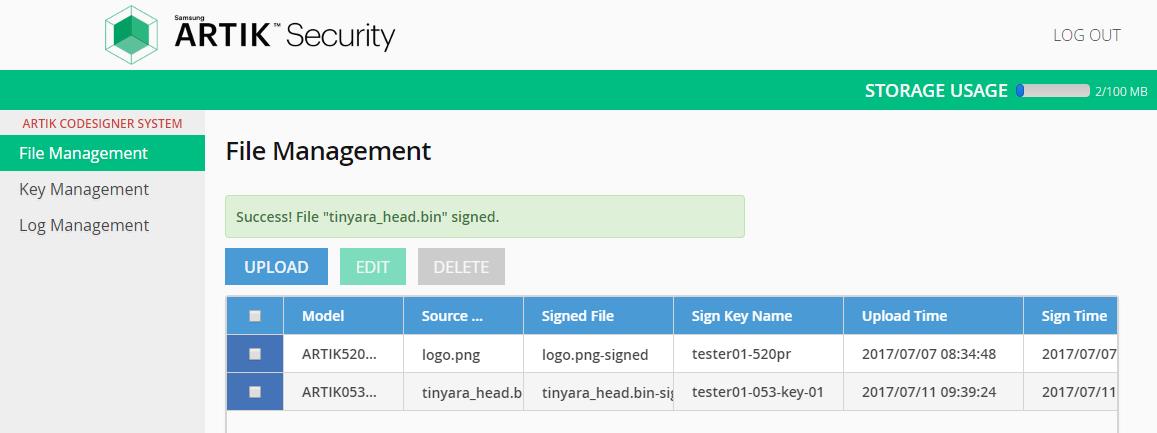 Samsung
ARTIK™ Security
LOG OUT
STORAGE USAGE 2/100 MB
ARTIK CODESIGNER SYSTEM
File Management
Key Management
Log Management
File Management
Success! File "tinyara_head.bin" signed.
UPLOAD EDIT DELETE
Model Source ... Signed File Sign Key Name Upload Time Sign Time
ARTIK520... logo.png logo.png-signed tester01-520pr 2017/07/07 08:34:48 2017/07/07
ARTIK053... tinyara_head.b tinyara_head.bin-sig tester01-053-key-01 2017/07/11 09:39:24 2017/07/11